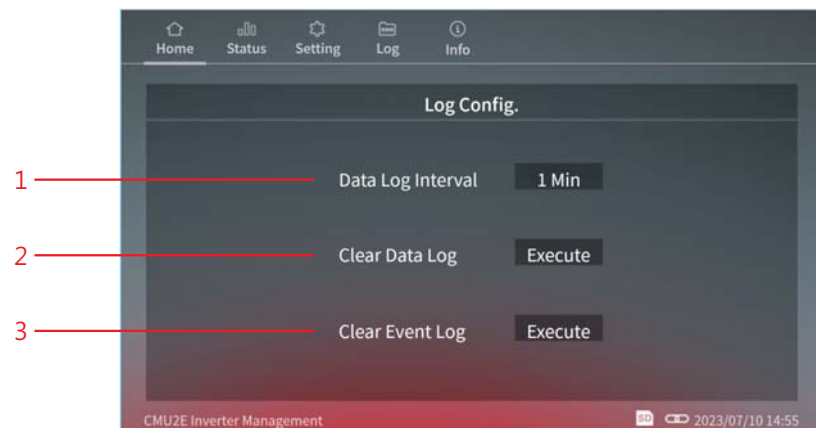 Home Status Setting Log Info
Log Config.
1 Data Log Interval 1 Min
2 Clear Data Log Execute
3 Clear Event Log Execute
CMU2E Inverter Management SD 2023/07/10 14:55